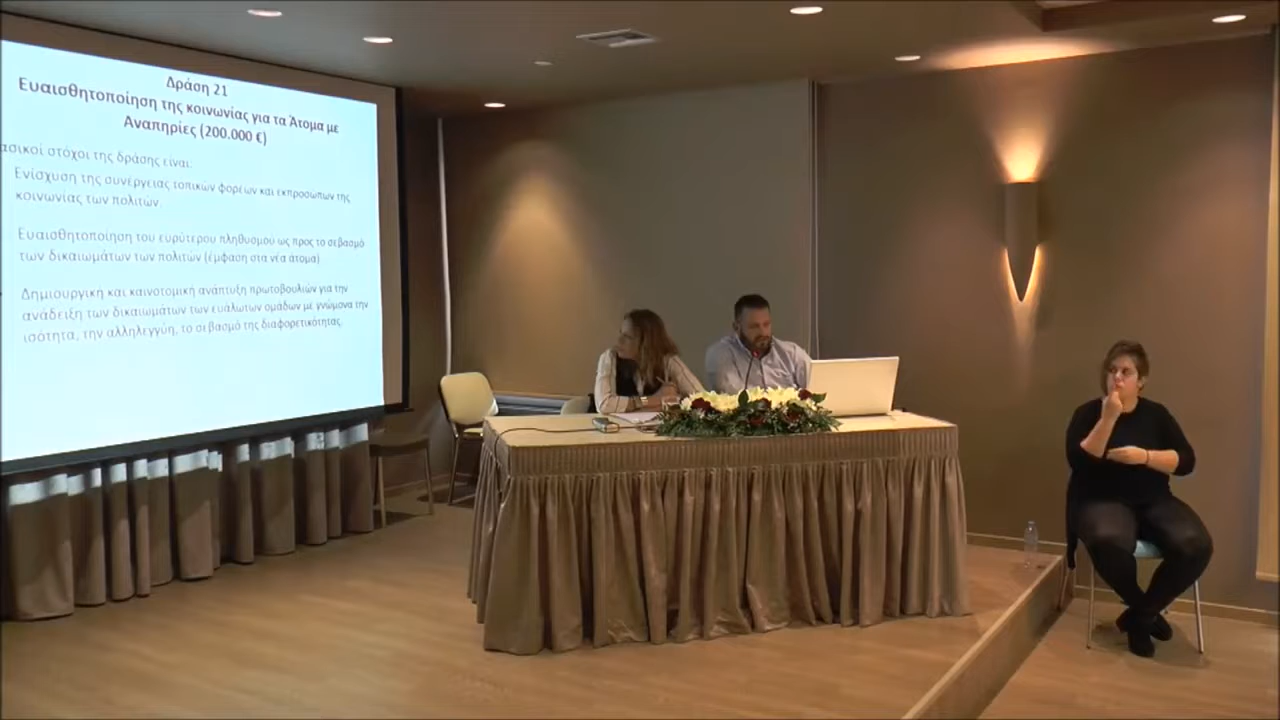 Δράση 21
Ευαισθητοποίηση της κοινωνίας για τα Άτομα με
Αναπηρίες (200.000 €)
ασικοί στόχοι της δράσης είναι:
Ενίσχυση της συνέργειας τοπικών φορέων και εκπροσώπων της
κοινωνίας των πολιτών.
Ευαισθητοποίηση του ευρύτερου πληθυσμό ως προς το σεβασμό
των δικαιωμάτων των πολιτών (έμφαση στα νέα άτομα)
Δημιουργική και καινοτομική ανάπτυξη πρωτοβουλιών για την
ανάδειξη των δικαιωμάτων των ευάλωτων ομάδων με γνώμονα την
ισότητα, την αλληλεγγύη, το σεβασμό της διαφορετικότητας.